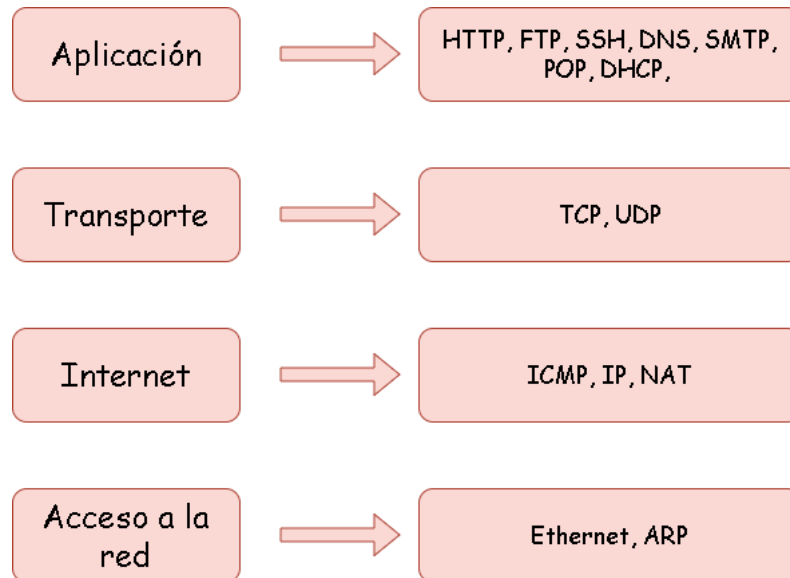 Aplicación
HTTP, FTP, SSH, DNS, SMTP,
POP, DHCP,
Transporte
TCP, UDP
Internet
ICMP, IP, NAT
Acceso a la
red
Ethernet, ARP